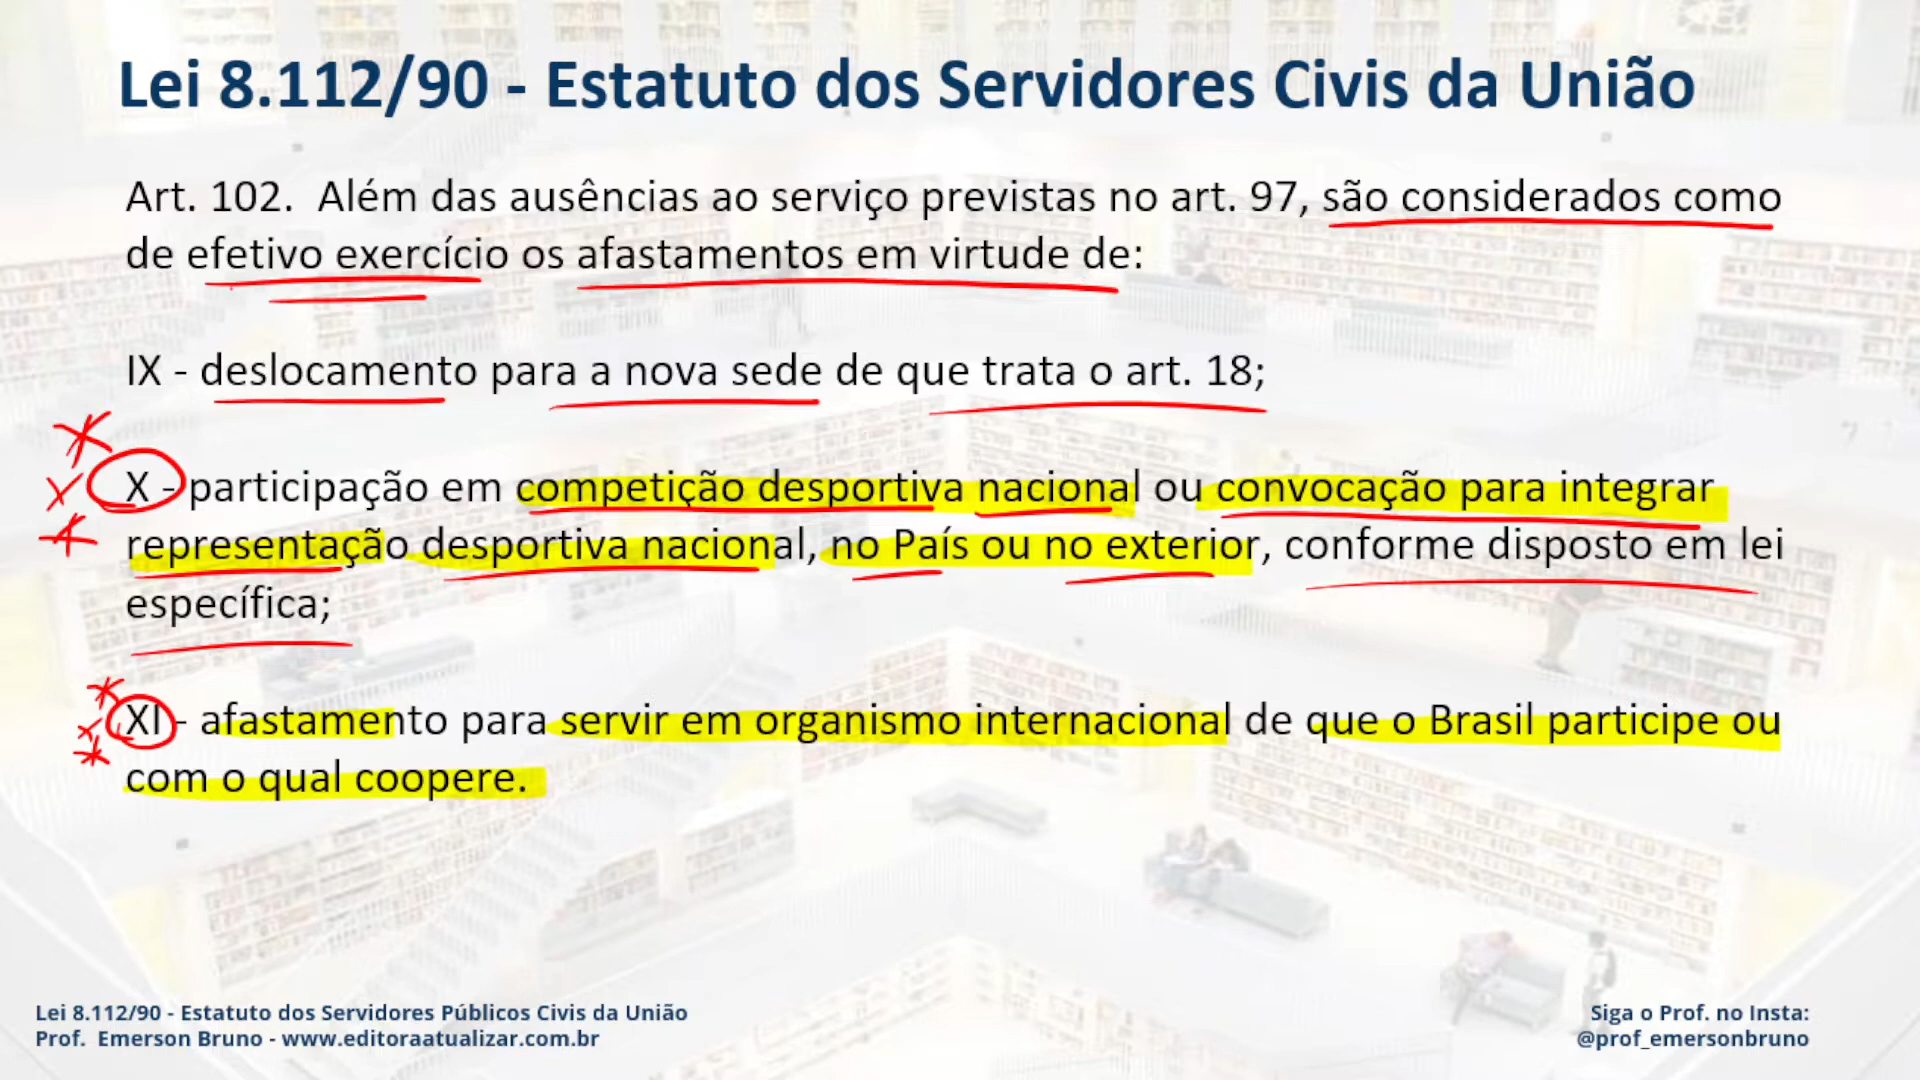 Lei 8.112/90 - Estatuto dos Servidores Civis da União
Art. 102.  Além das ausências ao serviço previstas no art. 97, são considerados como
de efetivo exercício os afastamentos em virtude de:
IX - deslocamento para a nova sede de que trata o art. 18;
X - participação em competição desportiva nacional ou convocação para integrar
representação desportiva nacional, no País ou no exterior, conforme disposto em lei
específica;
XI - afastamento para servir em organismo internacional de que o Brasil participe ou
com o qual coopere.
Lei 8.112/90 - Estatuto dos Servidores Públicos Civis da União
Prof.  Emerson Bruno - www.editoraatualizar.com.br
Siga o Prof. no Insta:
@prof_emersonbruno